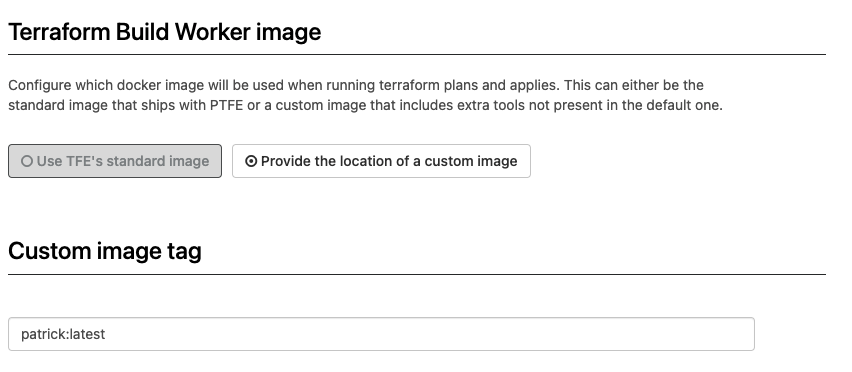 Terraform Build Worker image
Configure which docker image will be used when running terraform plans and applies. This can either be the
standard image that ships with PTFE or a custom image that includes extra tools not present in the default one.
Use TFE's standard image
Provide the location of a custom image
Custom image tag
patrick:latest